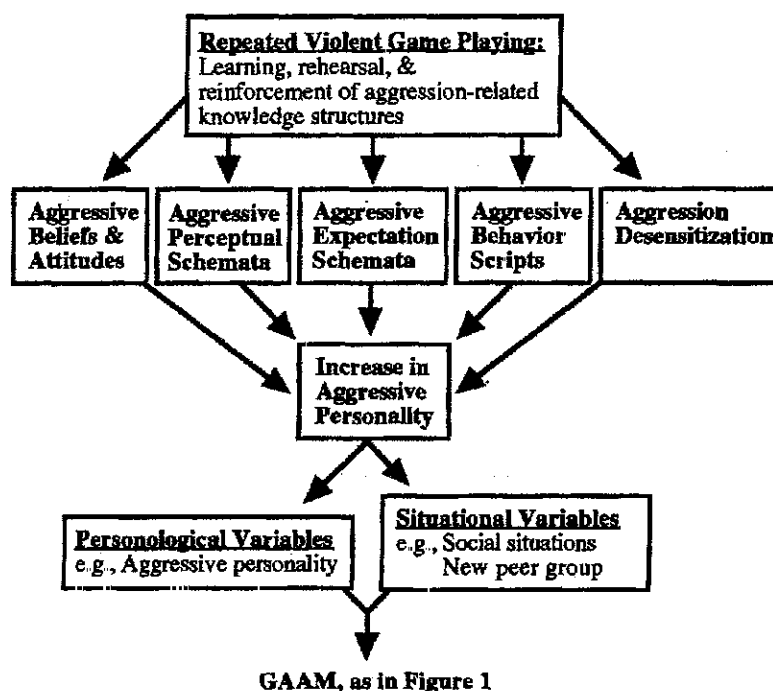 Repeated Violent Game Playing:
Learning, rehearsal, &
reinforcement of aggression-related
knowledge structures
Aggressive
Beliefs &
Attitudes
Aggressive
Perceptual
Schemata
Aggressive
Expectation
Schemata
Aggressive
Behavior
Scripts
Aggression
Desensitization
Increase in
Aggressive
Personality
Personological Variables
e.g., Aggressive personality
Situational Variables
e.g., Social situations
New peer group
GAAM, as in Figure 1